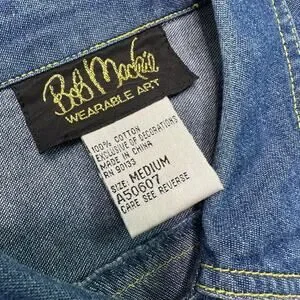 Bob Mackie
WEARABLE ART
100% COTTON
EXCLUSIVE OF DECORATIONS
MADE IN CHINA
RN 90133
SIZE: MEDIUM
A50607
CARE SEE REVERSE